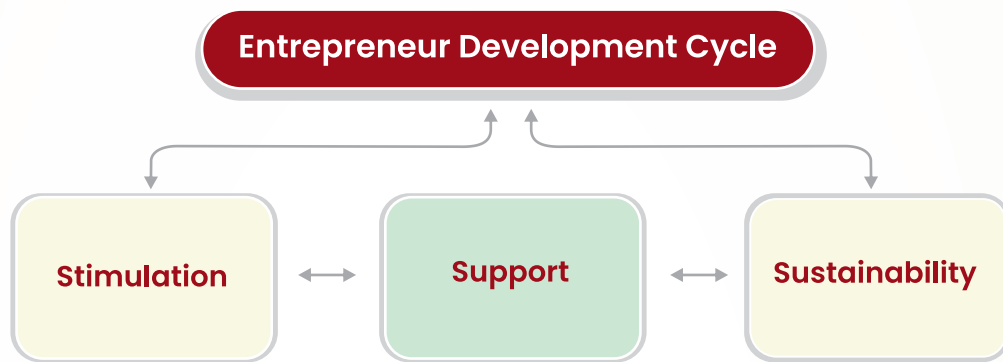 Entrepreneur Development Cycle
Stimulation
Support
Sustainability